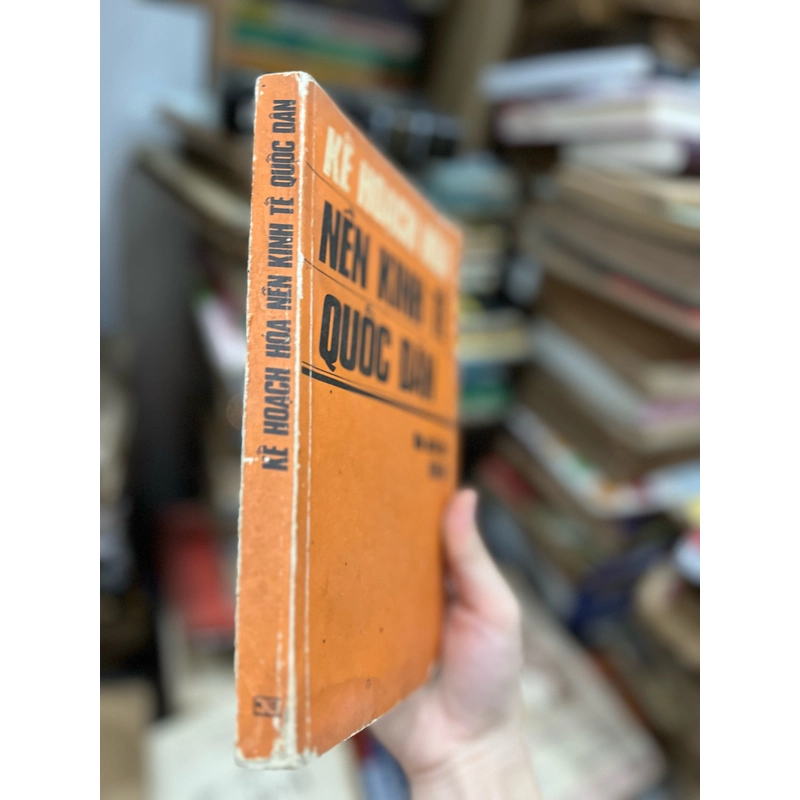 KẾ HOẠCH HÓA NỀN KINH TẾ QUỐC DÂN
KẾ HOẠCH HÓA
NỀN KINH TẾ
QUỐC DÂN